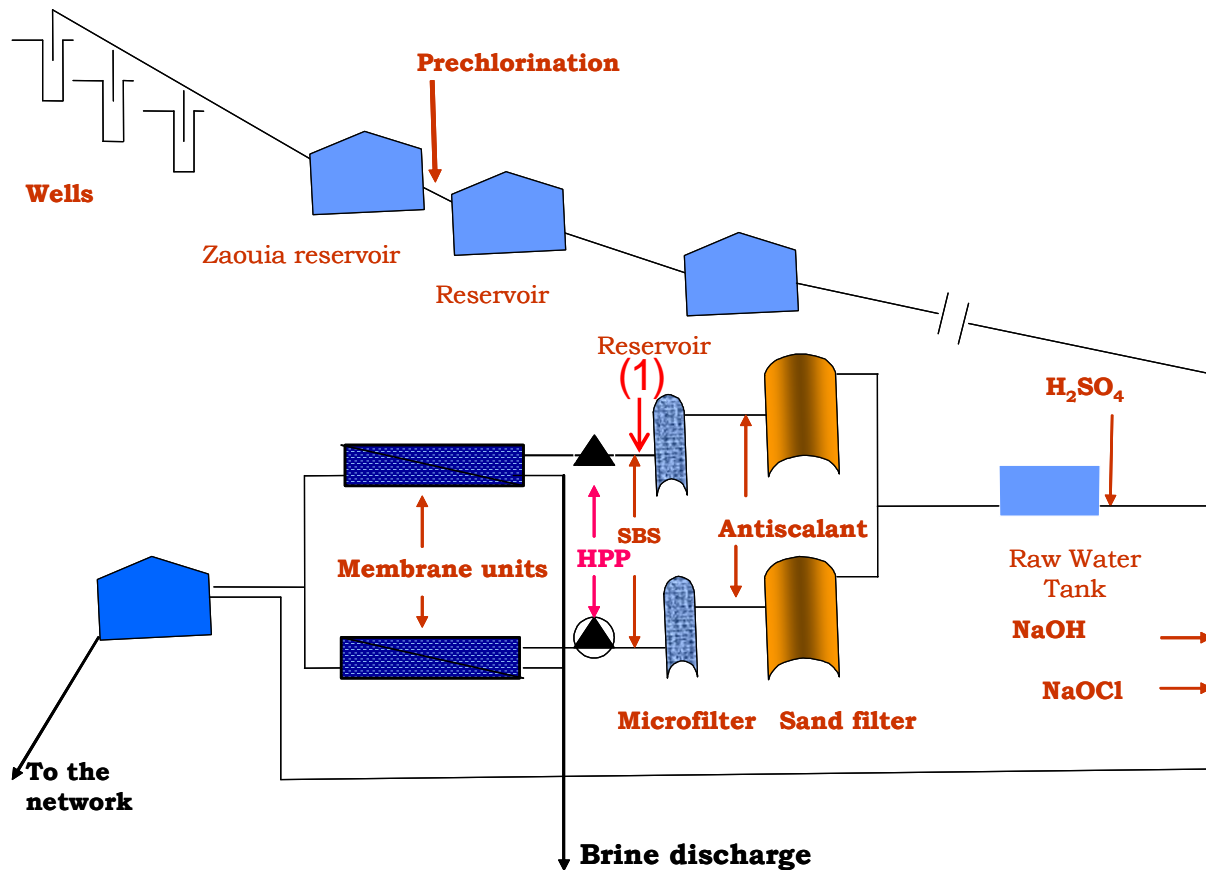 Prechlorination
Wells
Zaouia reservoir
Reservoir
Reservoir
(1)
H₂SO₄
SBS
Antiscalant
HPP
Membrane units
Raw Water
Tank
NaOH
NaOCl
Microfilter
Sand filter
To the
network
Brine discharge